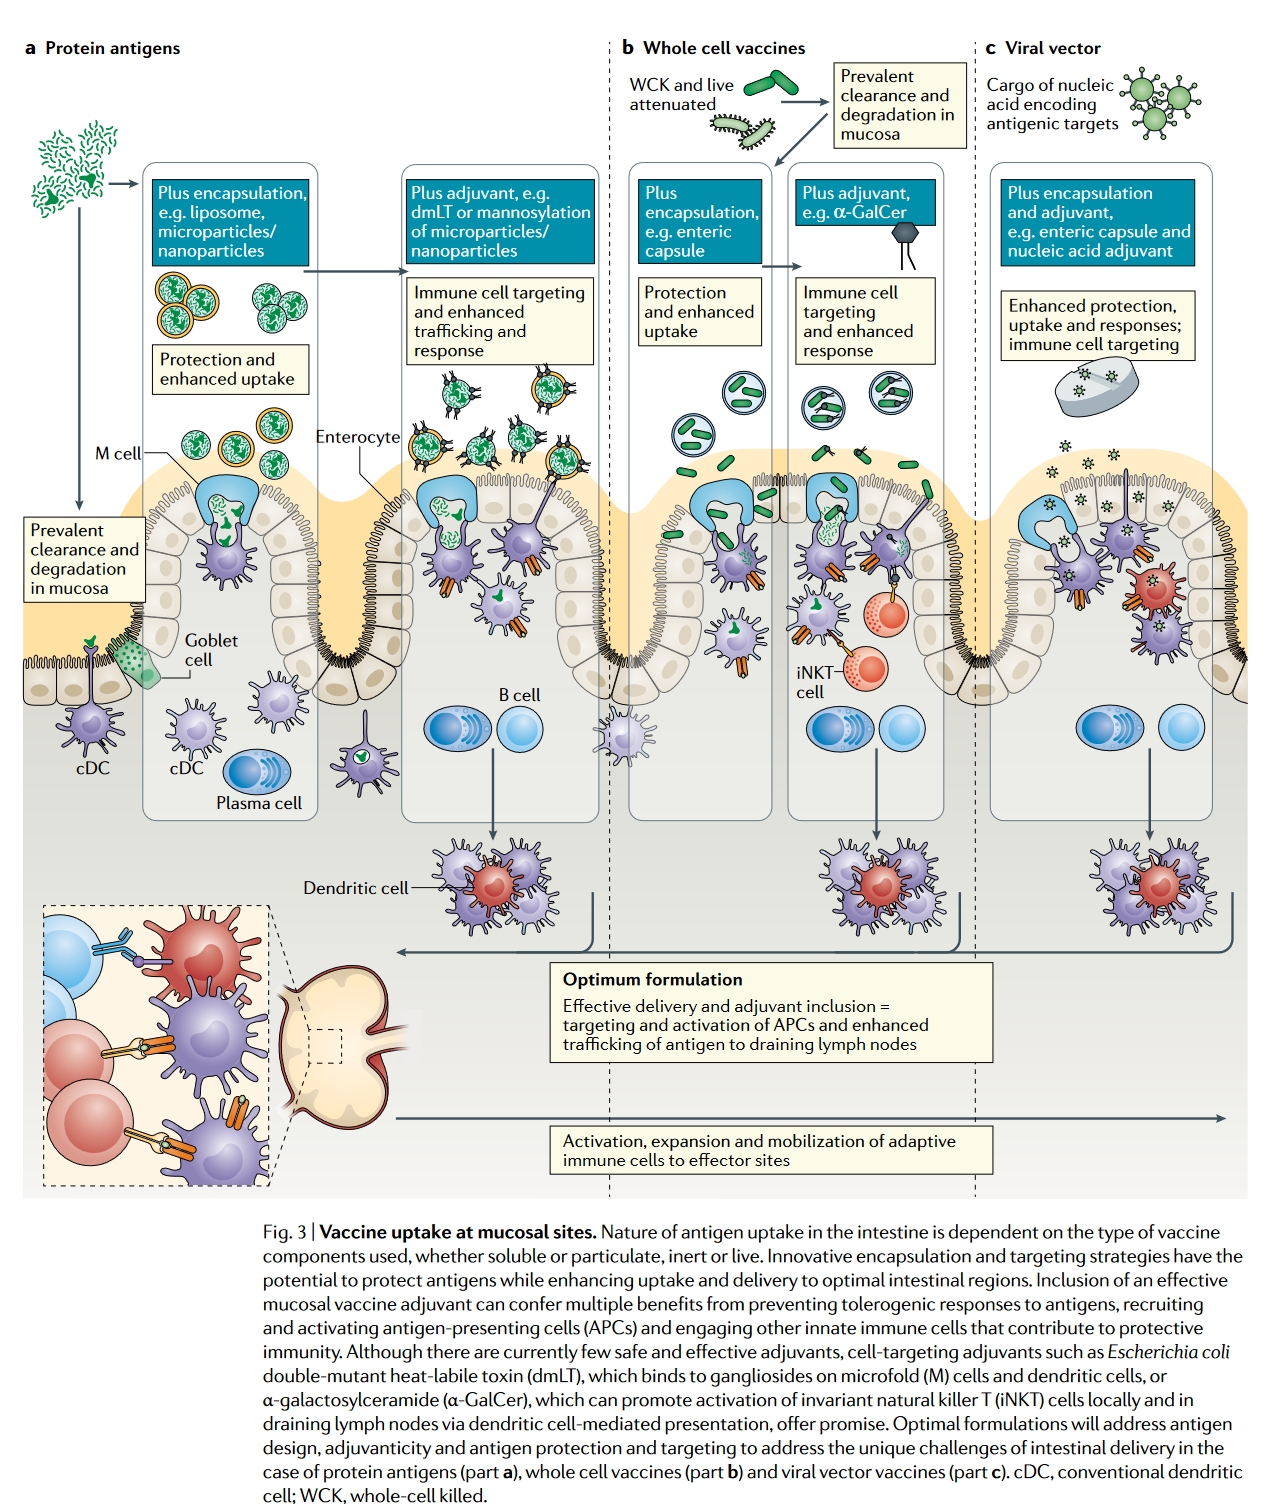 a Protein antigens
b Whole cell vaccines
c Viral vector
WCK and live
attenuated
Prevalent
clearance and
degradation in
mucosa
Cargo of nucleic
acid encoding
antigenic targets
Plus encapsulation,
e.g. liposome,
microparticles/
nanoparticles
Plus adjuvant, e.g.
dmLT or mannosylation
of microparticles/
nanoparticles
Plus
encapsulation,
e.g. enteric
capsule
Plus adjuvant,
e.g. α-GalCer
Plus encapsulation
and adjuvant,
e.g. enteric capsule and
nucleic acid adjuvant
Protection and
enhanced uptake
Immune cell targeting
and enhanced
trafficking and
response
Protection
and enhanced
uptake
Immune cell
targeting
and enhanced
response
Enhanced protection,
uptake and responses;
immune cell targeting
M cell
Enterocyte
Prevalent
clearance and
degradation
in mucosa
Goblet
cell
cDC
cDC
Plasma cell
B cell
iNKT
cell
Dendritic cell
Optimum formulation
Effective delivery and adjuvant inclusion =
targeting and activation of APCs and enhanced
trafficking of antigen to draining lymph nodes
Activation, expansion and mobilization of adaptive
immune cells to effector sites
Fig. 3 | Vaccine uptake at mucosal sites. Nature of antigen uptake in the intestine is dependent on the type of vaccine
components used, whether soluble or particulate, inert or live. Innovative encapsulation and targeting strategies have the
potential to protect antigens while enhancing uptake and delivery to optimal intestinal regions. Inclusion of an effective
mucosal vaccine adjuvant can confer multiple benefits from preventing tolerogenic responses to antigens, recruiting
and activating antigen-presenting cells (APCs) and engaging other innate immune cells that contribute to protective
immunity. Although there are currently few safe and effective adjuvants, cell-targeting adjuvants such as Escherichia coli
double-mutant heat-labile toxin (dmLT), which binds to gangliosides on microfold (M) cells and dendritic cells, or
α-galactosylceramide (α-GalCer), which can promote activation of invariant natural killer T (iNKT) cells locally and in
draining lymph nodes via dendritic cell-mediated presentation, offer promise. Optimal formulations will address antigen
design, adjuvanticity and antigen protection and targeting to address the unique challenges of intestinal delivery in the
case of protein antigens (part a), whole cell vaccines (part b) and viral vector vaccines (part c). cDC, conventional dendritic
cell; WCK, whole-cell killed.